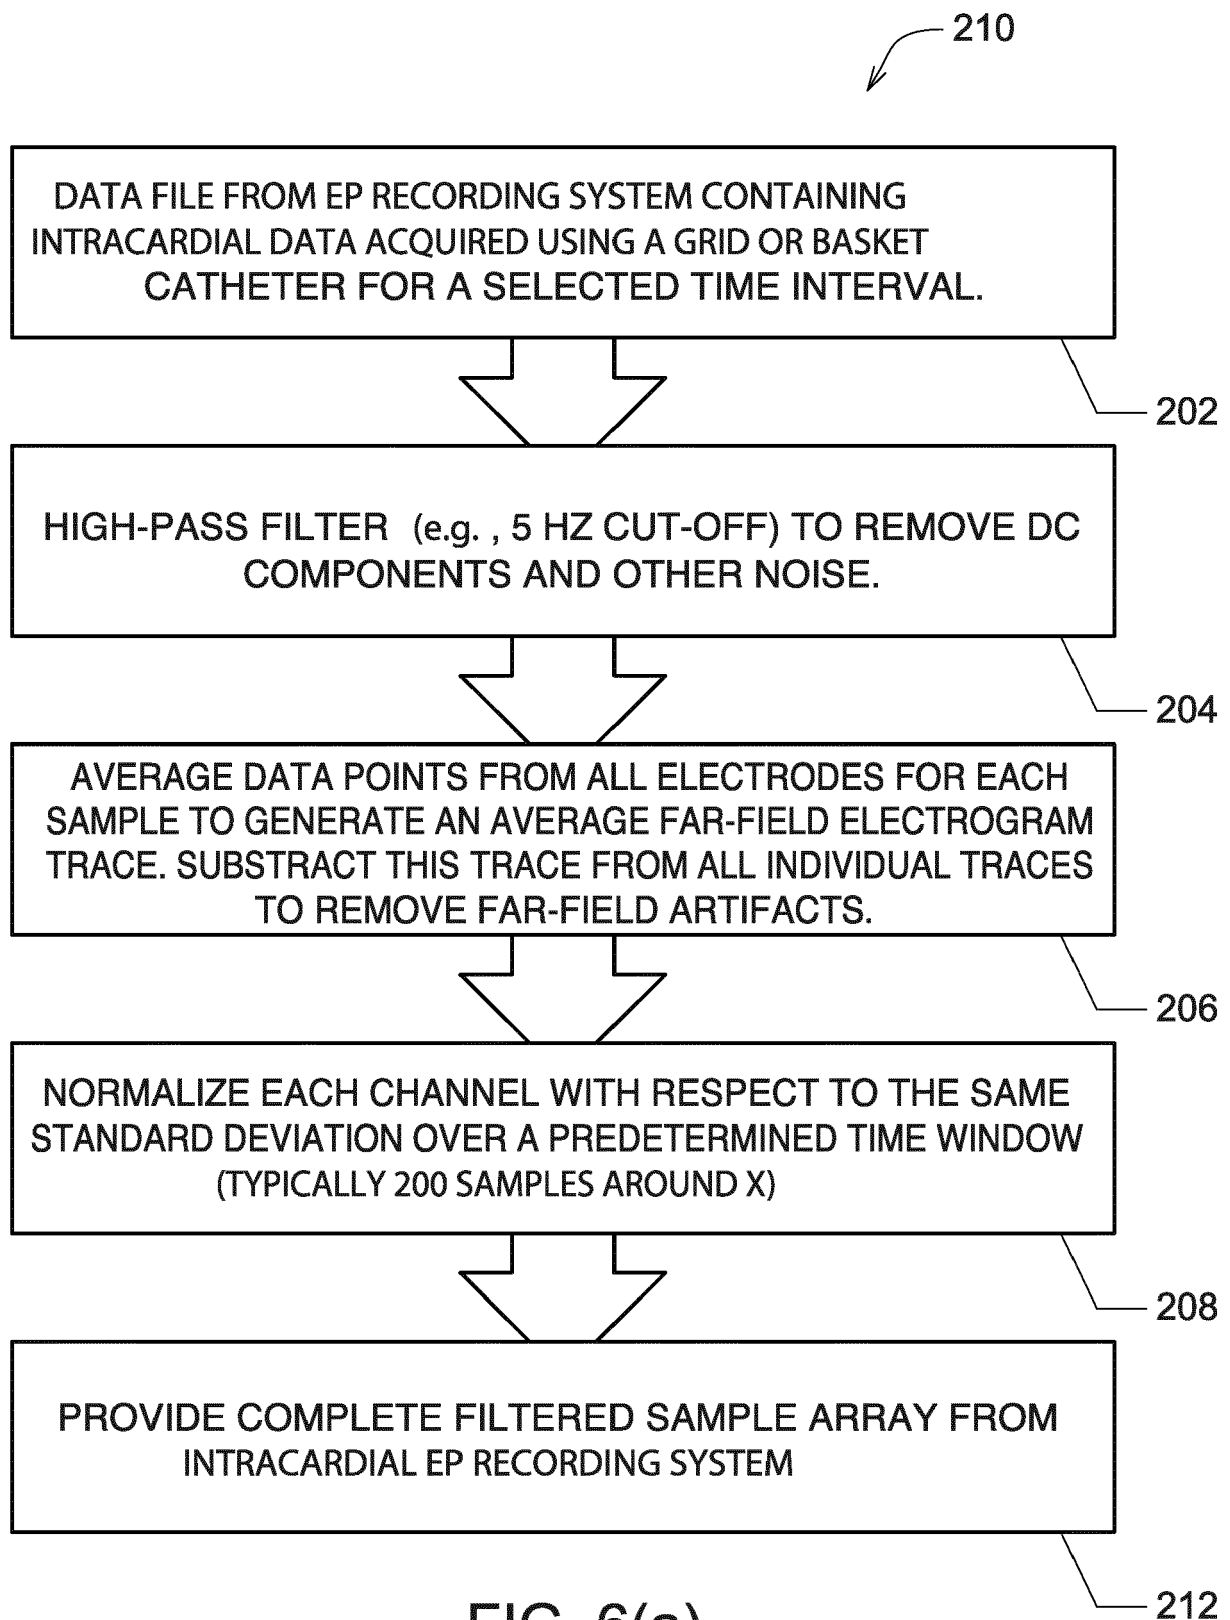 210
DATA FILE FROM EP RECORDING SYSTEM CONTAINING
INTRACARDIAL DATA ACQUIRED USING A GRID OR BASKET
CATHETER FOR A SELECTED TIME INTERVAL.
202
HIGH-PASS FILTER (e.g. , 5 HZ CUT-OFF) TO REMOVE DC
COMPONENTS AND OTHER NOISE.
204
AVERAGE DATA POINTS FROM ALL ELECTRODES FOR EACH
SAMPLE TO GENERATE AN AVERAGE FAR-FIELD ELECTROGRAM
TRACE. SUBSTRACT THIS TRACE FROM ALL INDIVIDUAL TRACES
TO REMOVE FAR-FIELD ARTIFACTS.
206
NORMALIZE EACH CHANNEL WITH RESPECT TO THE SAME
STANDARD DEVIATION OVER A PREDETERMINED TIME WINDOW
(TYPICALLY 200 SAMPLES AROUND X)
208
PROVIDE COMPLETE FILTERED SAMPLE ARRAY FROM
INTRACARDIAL EP RECORDING SYSTEM
212
FIG. 6(a)